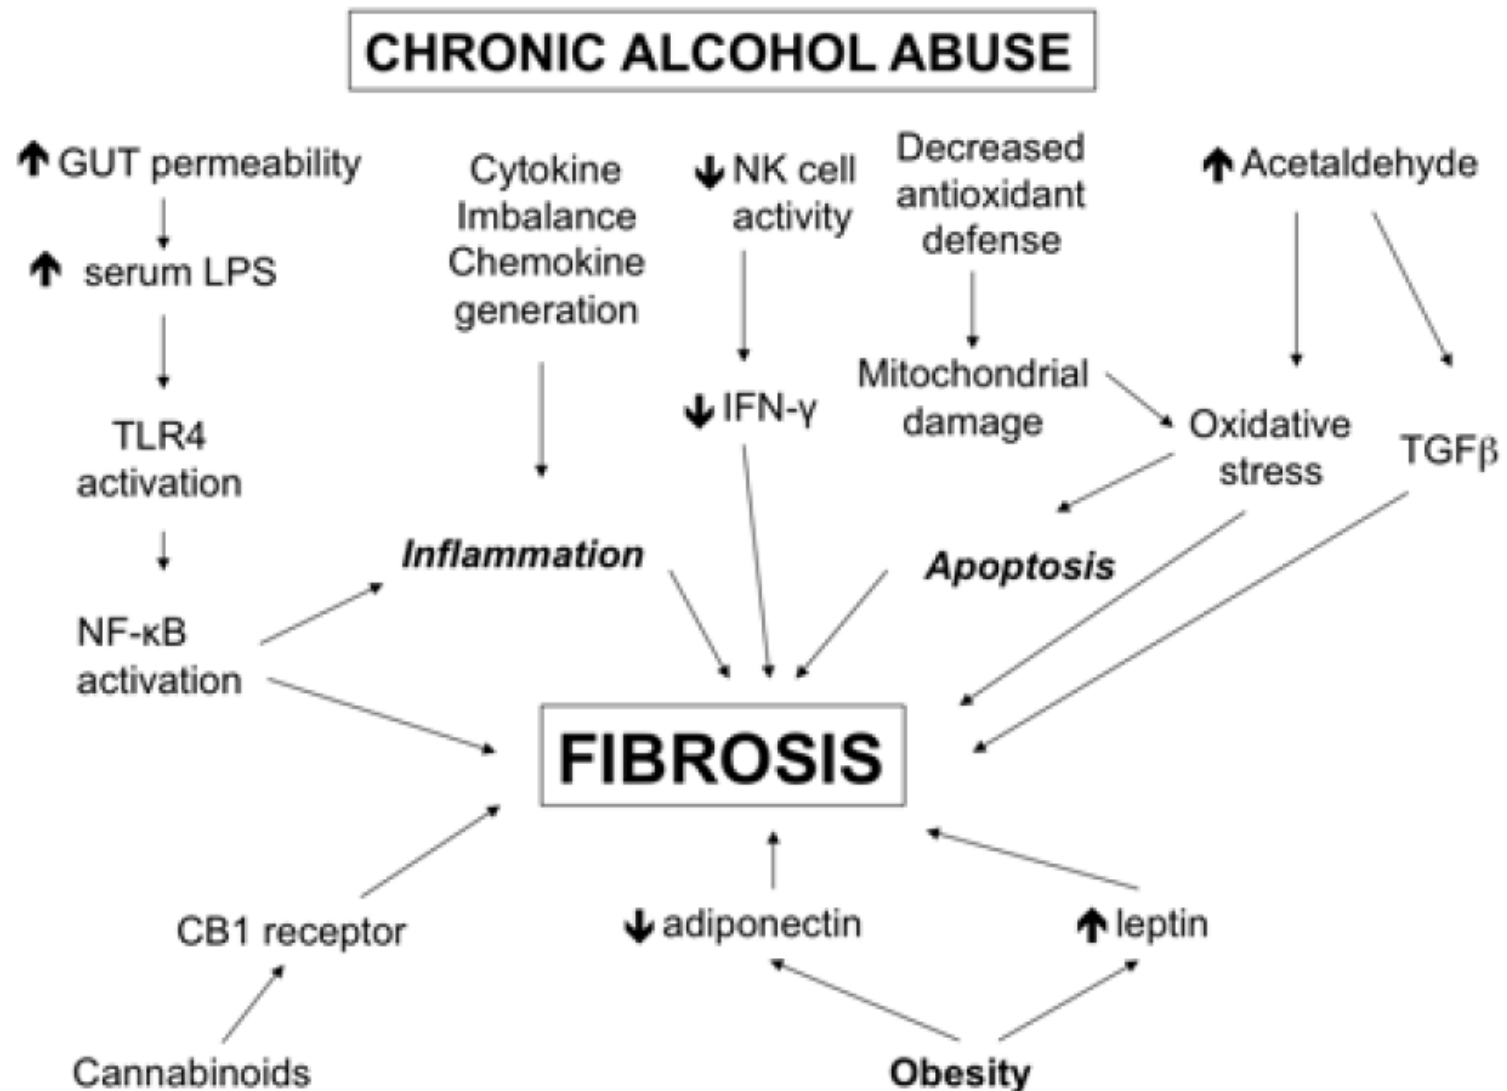 CHRONIC ALCOHOL ABUSE
GUT permeability
serum LPS
TLR4
activation
NF-κB
activation
Cytokine
Imbalance
Chemokine
generation
Inflammation
NK cell
activity
IFN-γ
Decreased
antioxidant
defense
Mitochondrial
damage
Acetaldehyde
Oxidative
stress
TGFβ
Apoptosis
FIBROSIS
CB1 receptor
Cannabinoids
adiponectin
leptin
Obesity